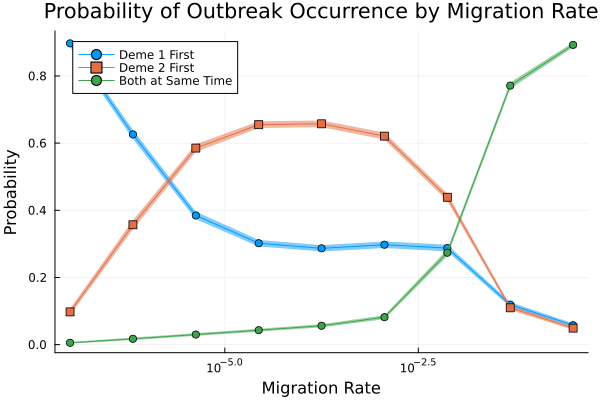 Probability of Outbreak Occurrence by Migration Rate
Deme 1 First
Deme 2 First
Both at Same Time
Probability
0.8
0.6
0.4
0.2
0.0
10^-5.0
10^-2.5
Migration Rate